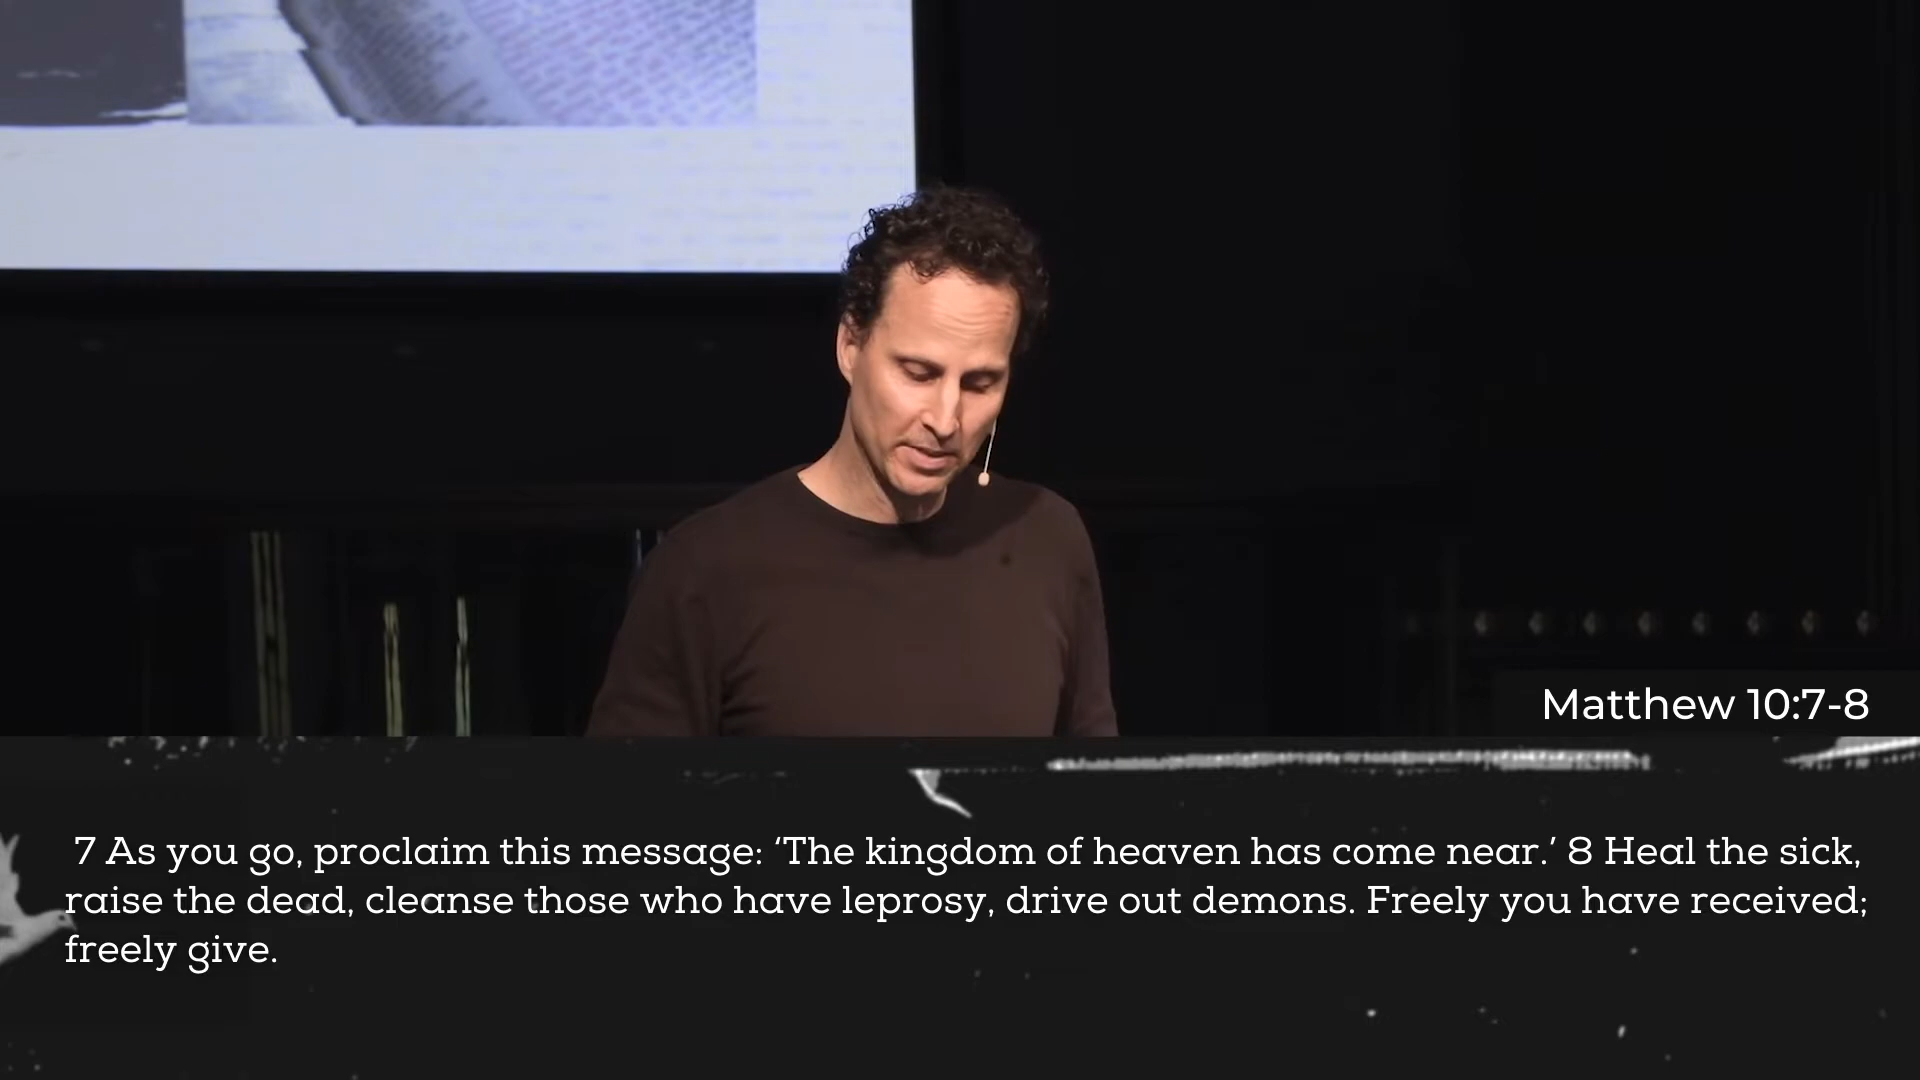 Matthew 10:7-8
7 As you go, proclaim this message: ‘The kingdom of heaven has come near.’ 8 Heal the sick,
raise the dead, cleanse those who have leprosy, drive out demons. Freely you have received;
freely give.